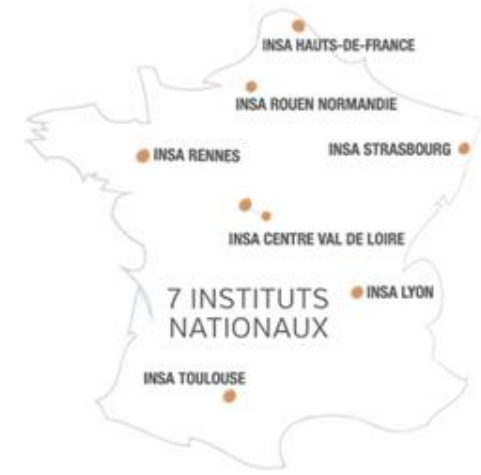 INSA HAUTS-DE-FRANCE
INSA ROUEN NORMANDIE
INSA RENNES
INSA STRASBOURG
INSA CENTRE VAL DE LOIRE
7 INSTITUTS
NATIONAUX
INSA LYON
INSA TOULOUSE